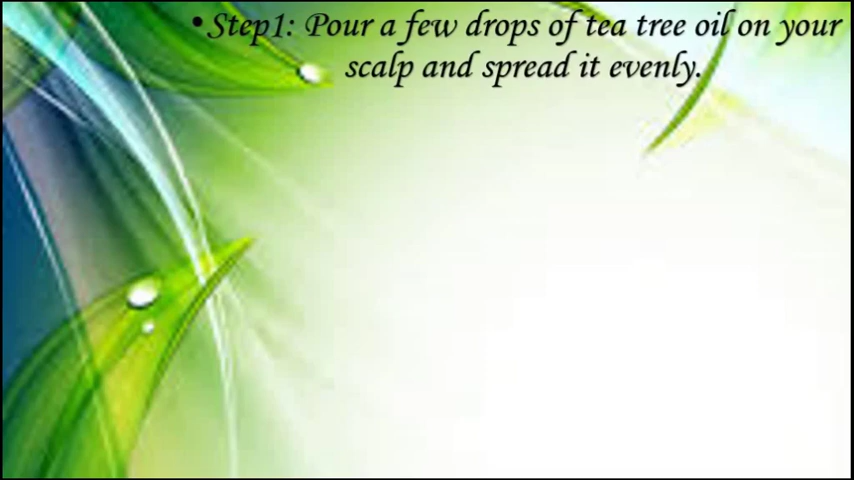 •Step1: Pour a few drops of tea tree oil on your
scalp and spread it evenly.